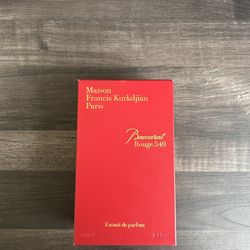 Maison
Francis Kurkdjian
Paris
Baccarat
Rouge 540
Extrait de parfum